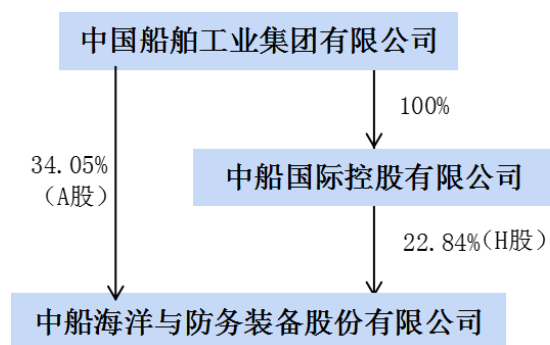 中国船舶工业集团有限公司
100%
34.05%
（A股）
中船国际控股有限公司
22.84%(H股)
中船海洋与防务装备股份有限公司